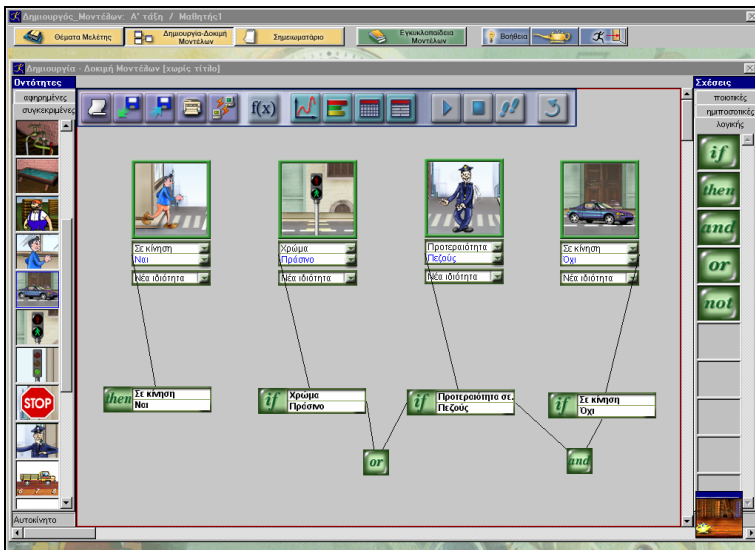 Δημιουργός_Μοντέλων: Α' τάξη / Μαθητής1
Θέματα Μελέτης
Δημιουργία-Δοκιμή Μοντέλων
Σημειωματάριο
Εγκυκλοπαίδεια Μοντέλων
Βοήθεια
Δημιουργία - Δοκιμή Μοντέλων [χωρίς τίτλο]
Οντότητες
αφηρημένες
συγκεκριμένες
f(x)
Σχέσεις
ποιοτικές
ημιποσοτικές
λογικής
if
then
and
or
not
STOP
Αυτοκίνητο
Σε κίνηση
Ναι
Νέα ιδιότητα
Χρώμα
Πράσινο
Νέα ιδιότητα
Προτεραιότητα
Πεζούς
Νέα ιδιότητα
Σε κίνηση
Όχι
Νέα ιδιότητα
then
Σε κίνηση
Ναι
if
Χρώμα
Πράσινο
if
Προτεραιότητα σε.
Πεζούς
if
Σε κίνηση
Όχι
or
and